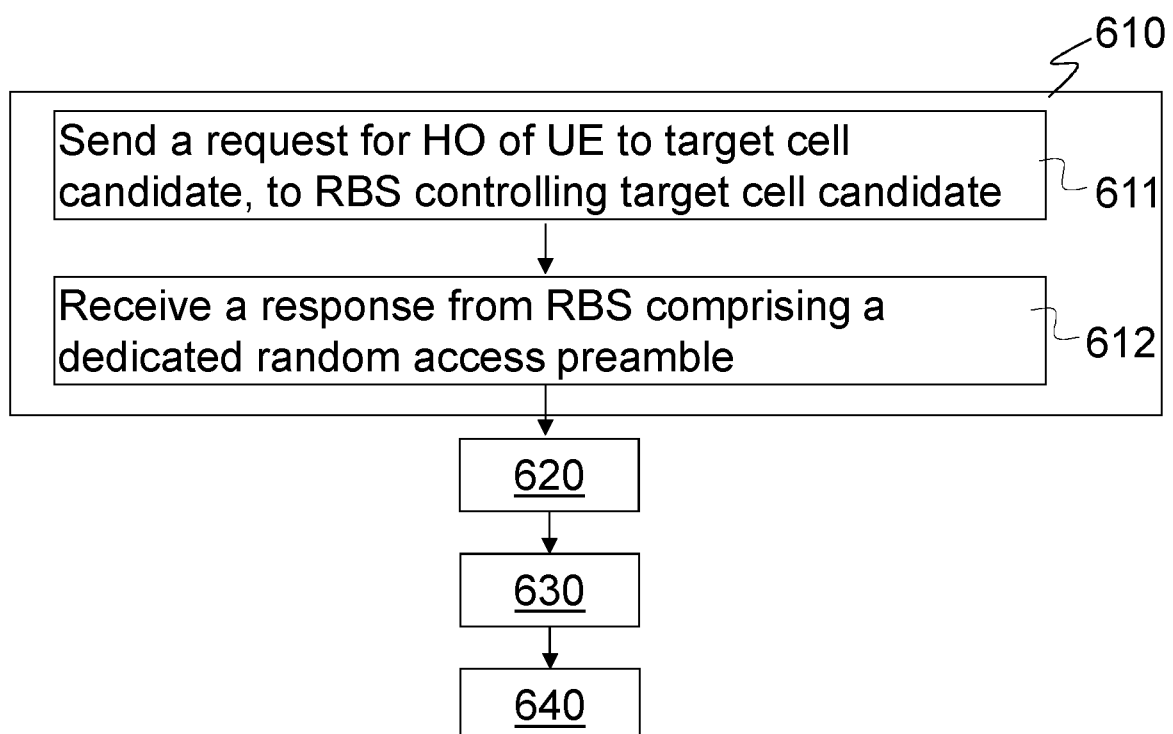 610
Send a request for HO of UE to target cell
candidate, to RBS controlling target cell candidate
611
Receive a response from RBS comprising a
dedicated random access preamble
612
620
630
640